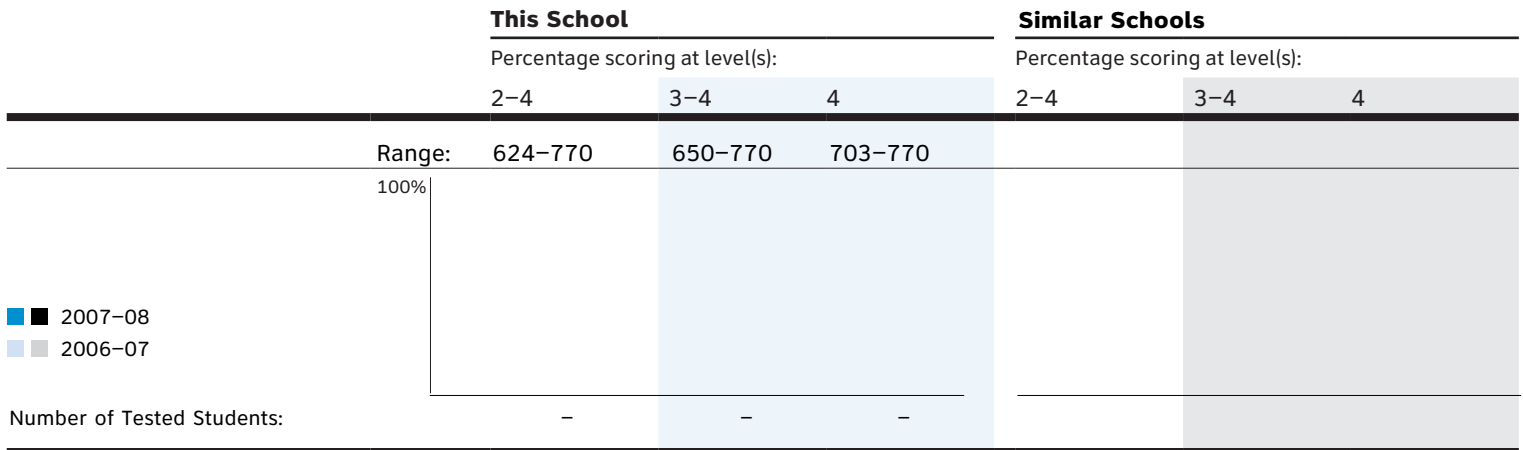 This School Similar Schools
Percentage scoring at level(s): Percentage scoring at level(s):
2–4 3–4 4 2–4 3–4 4
Range: 624–770 650–770 703–770
100%
2007–08
2006–07
Number of Tested Students: – – –